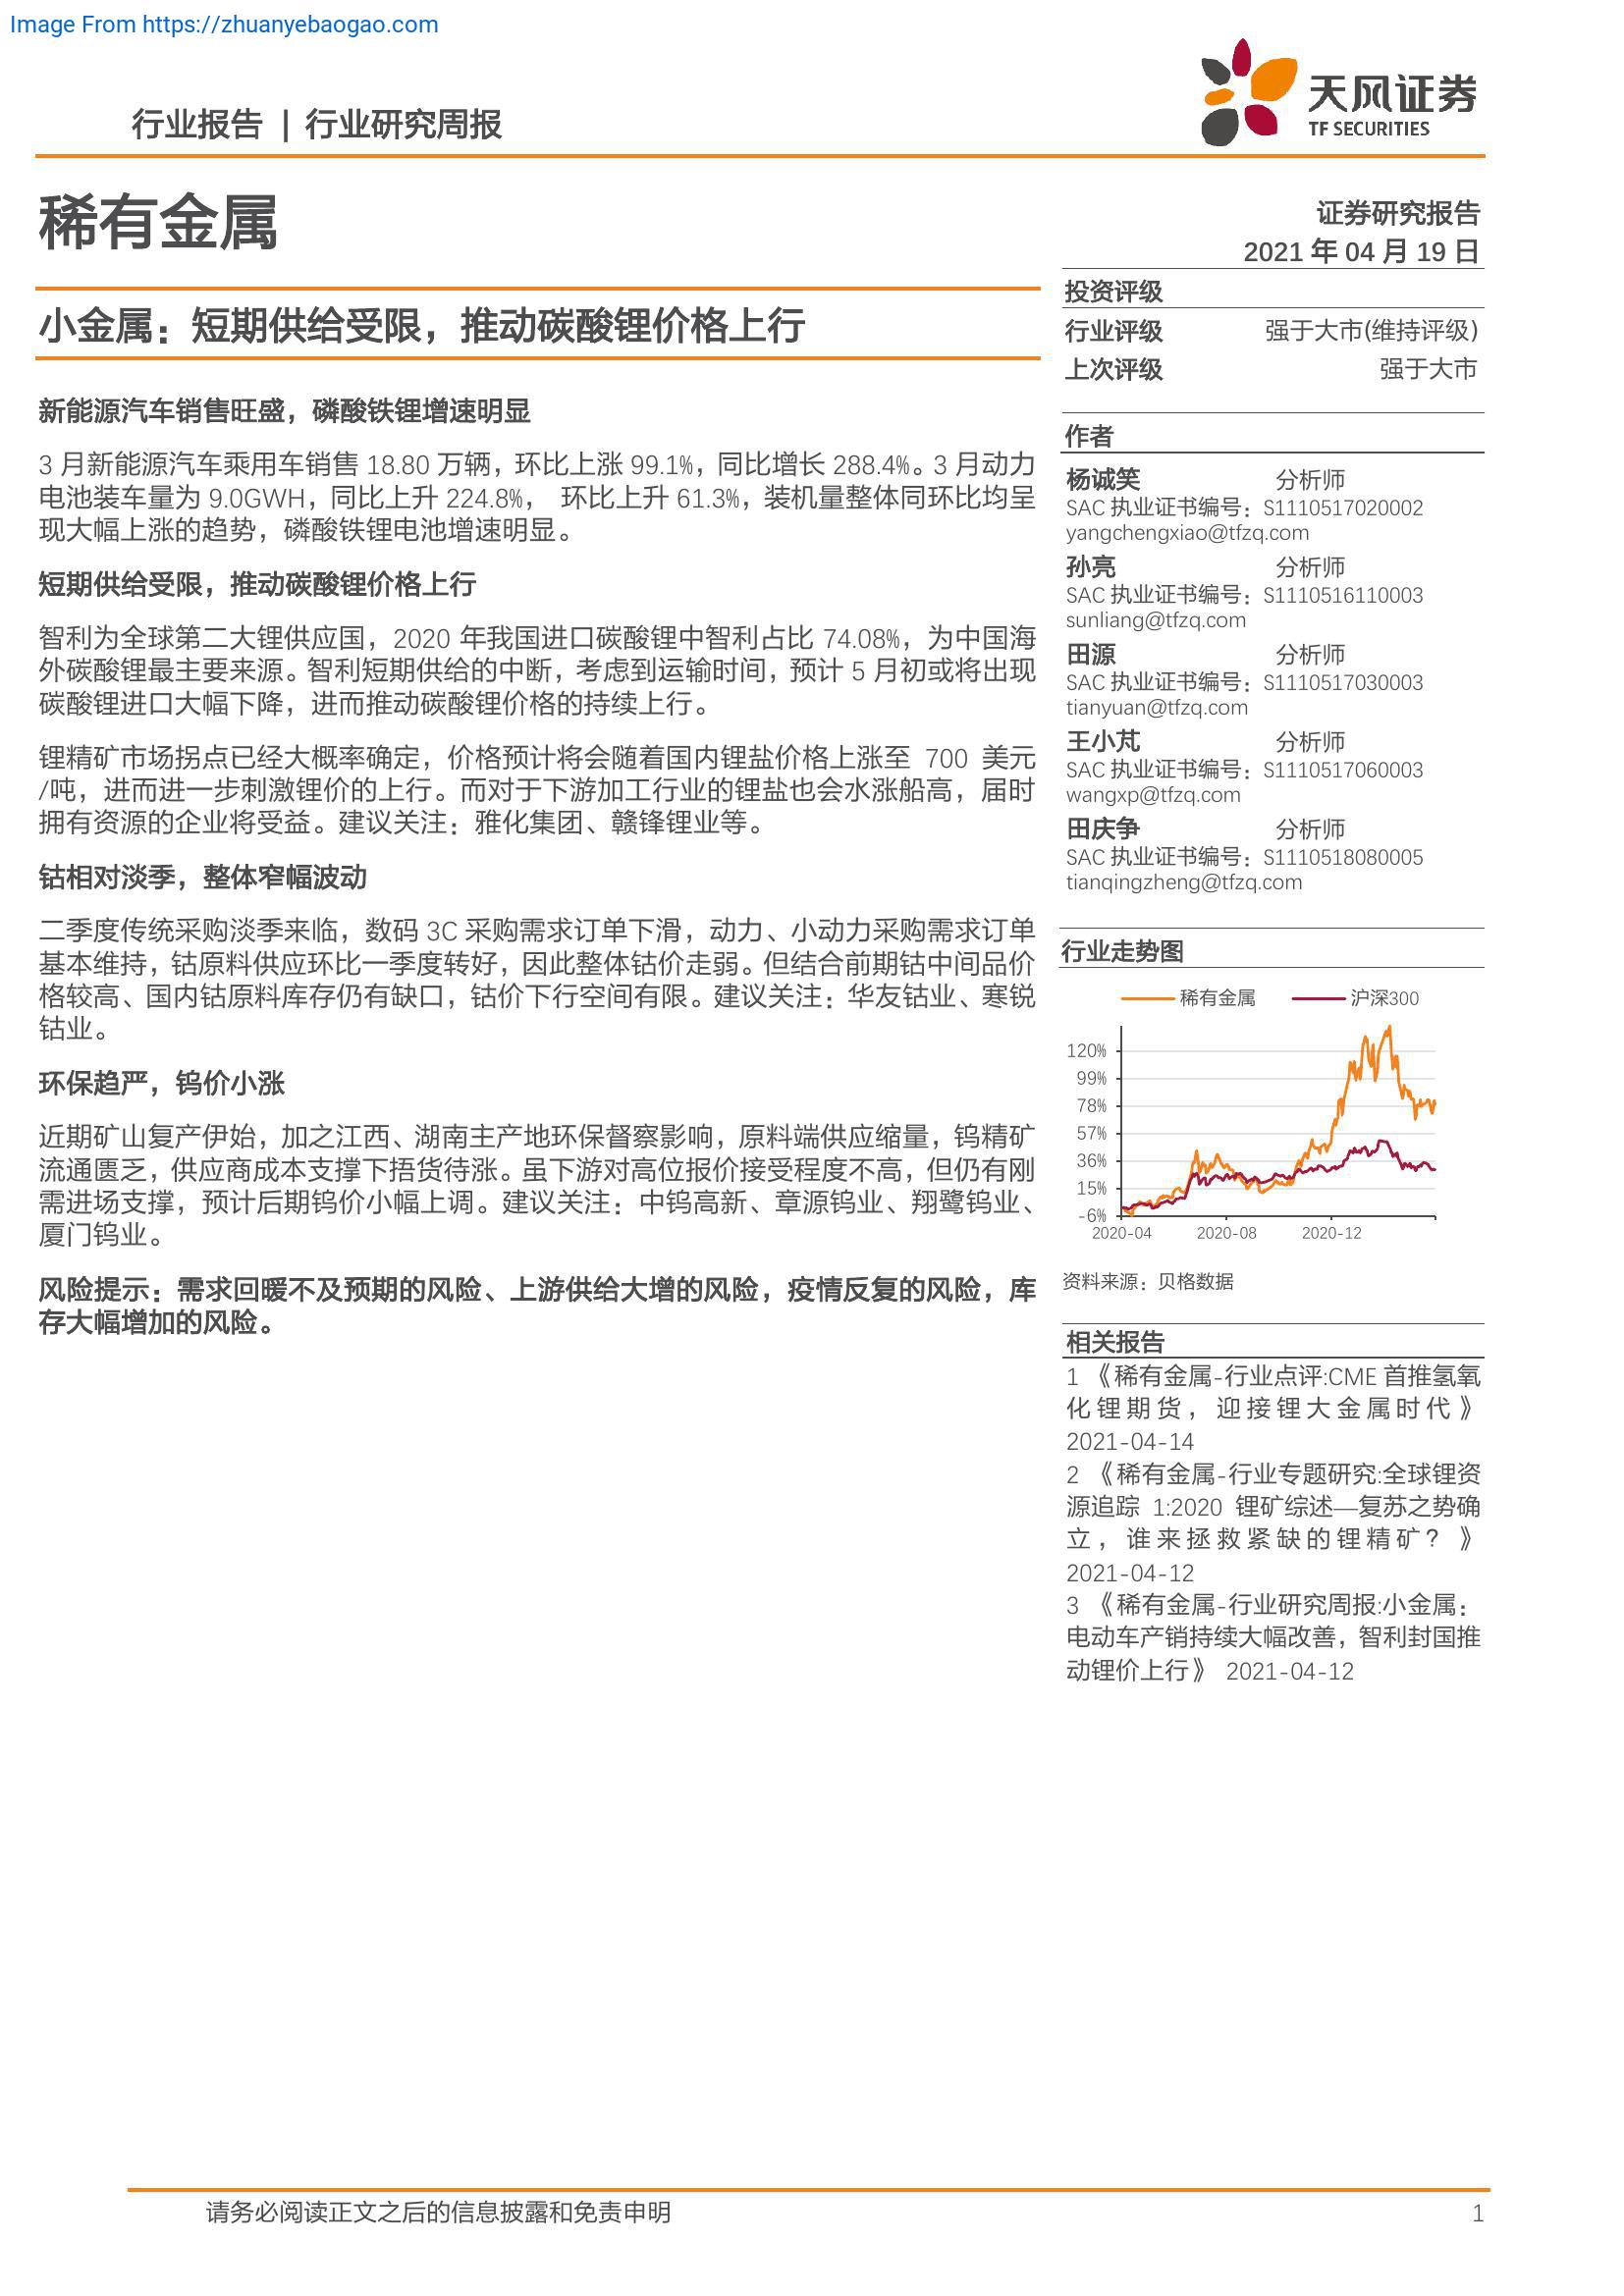 Image From https://zhuanyebaogao.com
行业报告 | 行业研究周报
天风证券
TF SECURITIES
稀有金属
证券研究报告
2021 年 04 月 19 日
小金属：短期供给受限，推动碳酸锂价格上行
新能源汽车销售旺盛，磷酸铁锂增速明显
3 月新能源汽车乘用车销售 18.80 万辆，环比上涨 99.1%，同比增长 288.4%。3 月动力
电池装车量为 9.0GWH，同比上升 224.8%， 环比上升 61.3%，装机量整体同环比均呈
现大幅上涨的趋势，磷酸铁锂电池增速明显。
短期供给受限，推动碳酸锂价格上行
智利为全球第二大锂供应国，2020 年我国进口碳酸锂中智利占比 74.08%，为中国海
外碳酸锂最主要来源。智利短期供给的中断，考虑到运输时间，预计 5 月初或将出现
碳酸锂进口大幅下降，进而推动碳酸锂价格的持续上行。
锂精矿市场拐点已经大概率确定，价格预计将会随着国内锂盐价格上涨至 700 美元
/吨，进而进一步刺激锂价的上行。而对于下游加工行业的锂盐也会水涨船高，届时
拥有资源的企业将受益。建议关注：雅化集团、赣锋锂业等。
钴相对淡季，整体窄幅波动
二季度传统采购淡季来临，数码 3C 采购需求订单下滑，动力、小动力采购需求订单
基本维持，钴原料供应环比一季度转好，因此整体钴价走弱。但结合前期钴中间品价
格较高、国内钴原料库存仍有缺口，钴价下行空间有限。建议关注：华友钴业、寒锐
钴业。
环保趋严，钨价小涨
近期矿山复产伊始，加之江西、湖南主产地环保督察影响，原料端供应缩量，钨精矿
流通匮乏，供应商成本支撑下捂货待涨。虽下游对高位报价接受程度不高，但仍有刚
需进场支撑，预计后期钨价小幅上调。建议关注：中钨高新、章源钨业、翔鹭钨业、
厦门钨业。
风险提示：需求回暖不及预期的风险、上游供给大增的风险，疫情反复的风险，库
存大幅增加的风险。
投资评级
行业评级 强于大市(维持评级)
上次评级 强于大市
作者
杨诚笑 分析师
SAC 执业证书编号：S1110517020002
yangchengxiao@tfzq.com
孙亮 分析师
SAC 执业证书编号：S1110516110003
sunliang@tfzq.com
田源 分析师
SAC 执业证书编号：S1110517030003
tianyuan@tfzq.com
王小芃 分析师
SAC 执业证书编号：S1110517060003
wangxp@tfzq.com
田庆争 分析师
SAC 执业证书编号：S1110518080005
tianqingzheng@tfzq.com
行业走势图
稀有金属 沪深300
120%
99%
78%
57%
36%
15%
-6%
2020-04 2020-08 2020-12
资料来源：贝格数据
相关报告
1 《稀有金属-行业点评:CME 首推氢氧
化锂期货，迎接锂大金属时代》
2021-04-14
2 《稀有金属-行业专题研究:全球锂资
源追踪 1:2020 锂矿综述—复苏之势确
立，谁来拯救紧缺的锂精矿？》
2021-04-12
3 《稀有金属-行业研究周报:小金属：
电动车产销持续大幅改善，智利封国推
动锂价上行》 2021-04-12
请务必阅读正文之后的信息披露和免责申明 1